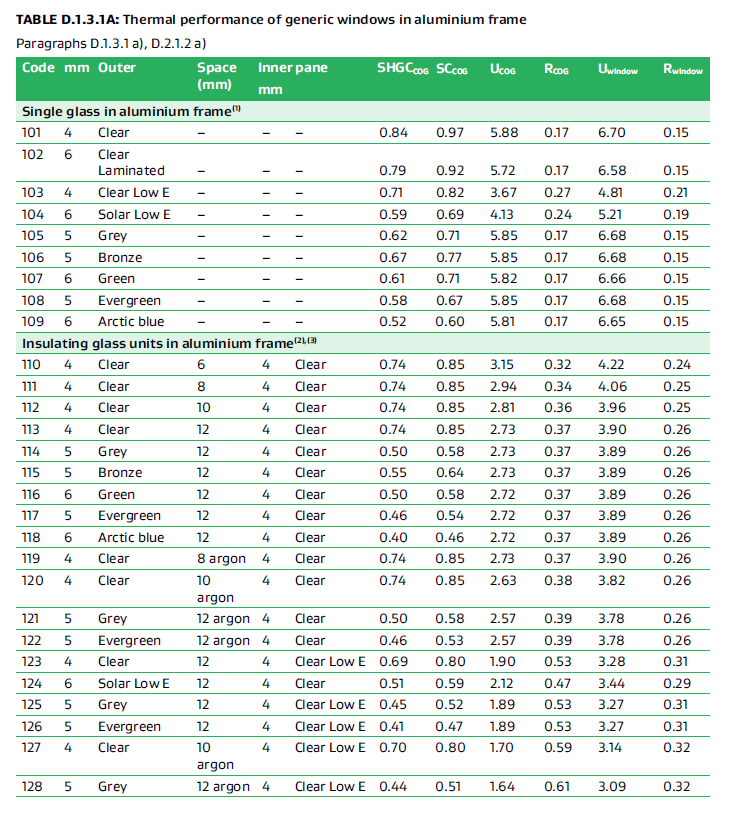 TABLE D.1.3.1A: Thermal performance of generic windows in aluminium frame
Paragraphs D.1.3.1 a), D.2.1.2 a)
Code mm Outer Space (mm) Inner pane mm SHGCCOG SCCOG UCOG RCOG Uwindow Rwindow
Single glass in aluminium frame(1)
101 4 Clear – – – 0.84 0.97 5.88 0.17 6.70 0.15
102 6 Clear Laminated – – – 0.79 0.92 5.72 0.17 6.58 0.15
103 4 Clear Low E – – – 0.71 0.82 3.67 0.27 4.81 0.21
104 6 Solar Low E – – – 0.59 0.69 4.13 0.24 5.21 0.19
105 5 Grey – – – 0.62 0.71 5.85 0.17 6.68 0.15
106 5 Bronze – – – 0.67 0.77 5.85 0.17 6.68 0.15
107 6 Green – – – 0.61 0.71 5.82 0.17 6.66 0.15
108 5 Evergreen – – – 0.58 0.67 5.85 0.17 6.68 0.15
109 6 Arctic blue – – – 0.52 0.60 5.81 0.17 6.65 0.15
Insulating glass units in aluminium frame(2),(3)
110 4 Clear 6 4 Clear 0.74 0.85 3.15 0.32 4.22 0.24
111 4 Clear 8 4 Clear 0.74 0.85 2.94 0.34 4.06 0.25
112 4 Clear 10 4 Clear 0.74 0.85 2.81 0.36 3.96 0.25
113 4 Clear 12 4 Clear 0.74 0.85 2.73 0.37 3.90 0.26
114 5 Grey 12 4 Clear 0.50 0.58 2.73 0.37 3.89 0.26
115 5 Bronze 12 4 Clear 0.55 0.64 2.73 0.37 3.89 0.26
116 6 Green 12 4 Clear 0.50 0.58 2.72 0.37 3.89 0.26
117 5 Evergreen 12 4 Clear 0.46 0.54 2.72 0.37 3.89 0.26
118 6 Arctic blue 12 4 Clear 0.40 0.46 2.72 0.37 3.89 0.26
119 4 Clear 8 argon 4 Clear 0.74 0.85 2.73 0.37 3.90 0.26
120 4 Clear 10 argon 4 Clear 0.74 0.85 2.63 0.38 3.82 0.26
121 5 Grey 12 argon 4 Clear 0.50 0.58 2.57 0.39 3.78 0.26
122 5 Evergreen 12 argon 4 Clear 0.46 0.53 2.57 0.39 3.78 0.26
123 4 Clear 12 4 Clear Low E 0.69 0.80 1.90 0.53 3.28 0.31
124 6 Solar Low E 12 4 Clear 0.51 0.59 2.12 0.47 3.44 0.29
125 5 Grey 12 4 Clear Low E 0.45 0.52 1.89 0.53 3.27 0.31
126 5 Evergreen 12 4 Clear Low E 0.41 0.47 1.89 0.53 3.27 0.31
127 4 Clear 10 argon 4 Clear Low E 0.70 0.80 1.70 0.59 3.14 0.32
128 5 Grey 12 argon 4 Clear Low E 0.44 0.51 1.64 0.61 3.09 0.32